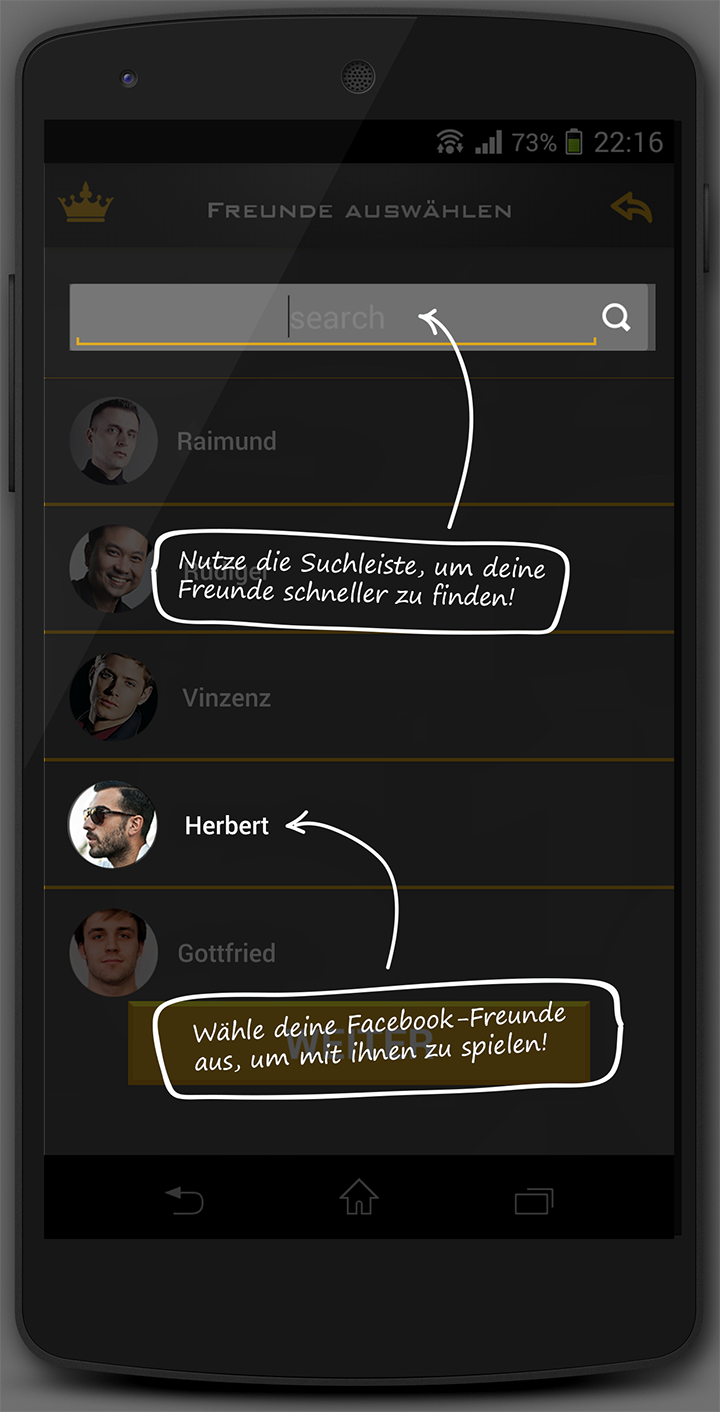 73% 22:16
FREUNDE AUSWÄHLEN
search
Raimund
Rüdiger
Nutze die Suchleiste, um deine
Freunde schneller zu finden!
Vinzenz
Herbert
Gottfried
WEITER
Wähle deine Facebook-Freunde
aus, um mit ihnen zu spielen!